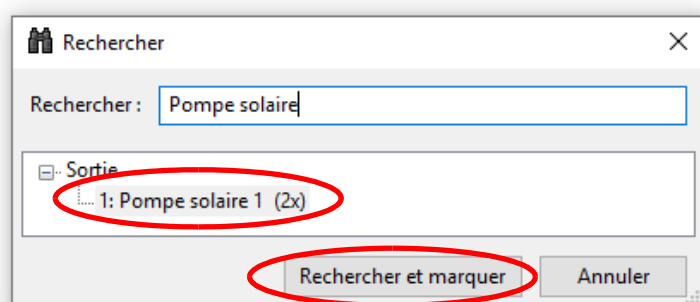 Rechercher
Rechercher : Pompe solaire
Sortie
1: Pompe solaire 1 (2x)
Rechercher et marquer Annuler